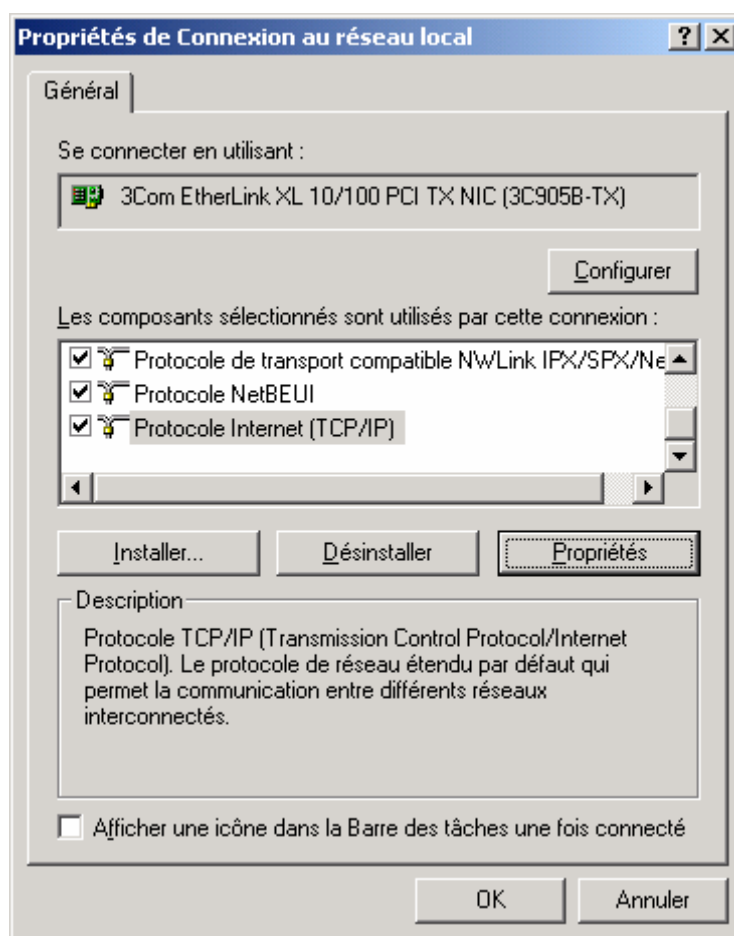 Propriétés de Connexion au réseau local
Général
Se connecter en utilisant :
3Com EtherLink XL 10/100 PCI TX NIC (3C905B-TX)
Configurer
Les composants sélectionnés sont utilisés par cette connexion :
Protocole de transport compatible NWLink IPX/SPX/Ne
Protocole NetBEUI
Protocole Internet (TCP/IP)
Installer...
Désinstaller
Propriétés
Description
Protocole TCP/IP (Transmission Control Protocol/Internet
Protocol). Le protocole de réseau étendu par défaut qui
permet la communication entre différents réseaux
interconnectés.
Afficher une icône dans la Barre des tâches une fois connecté
OK
Annuler